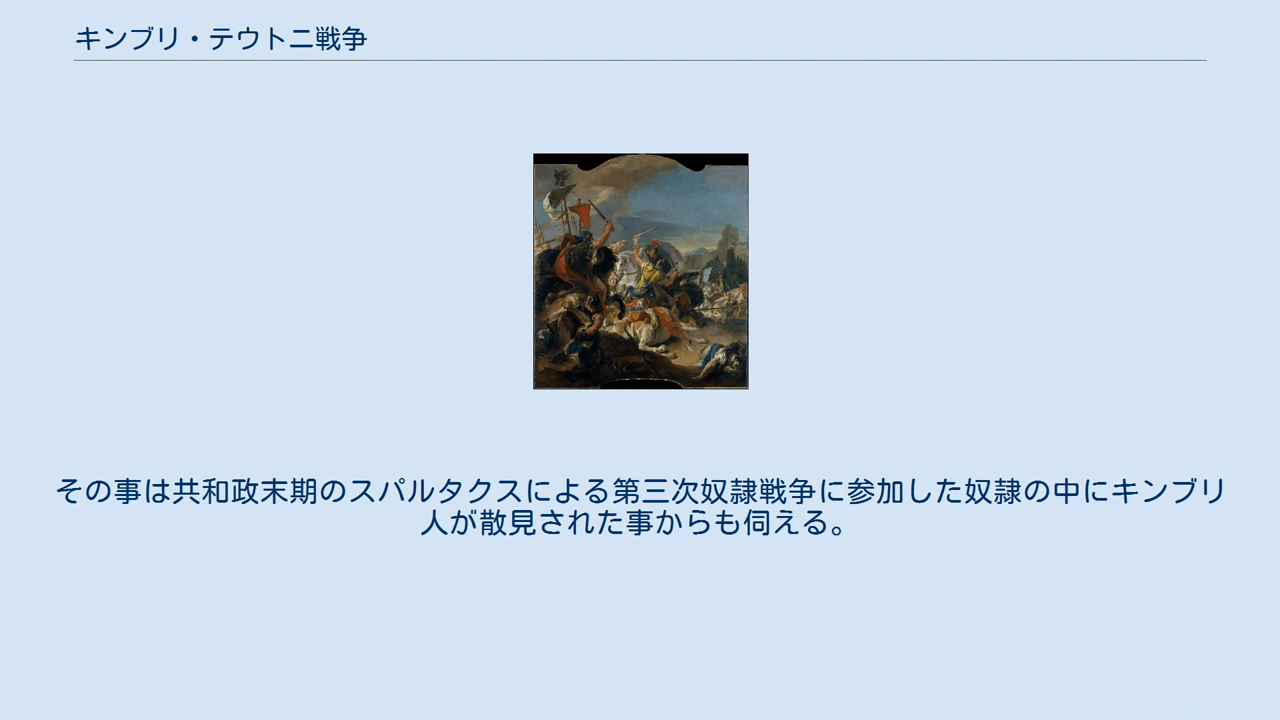 キンブリ・テウトニ戦争
その事は共和政末期のスパルタクスによる第三次奴隷戦争に参加した奴隷の中にキンブリ
人が散見された事からも伺える。